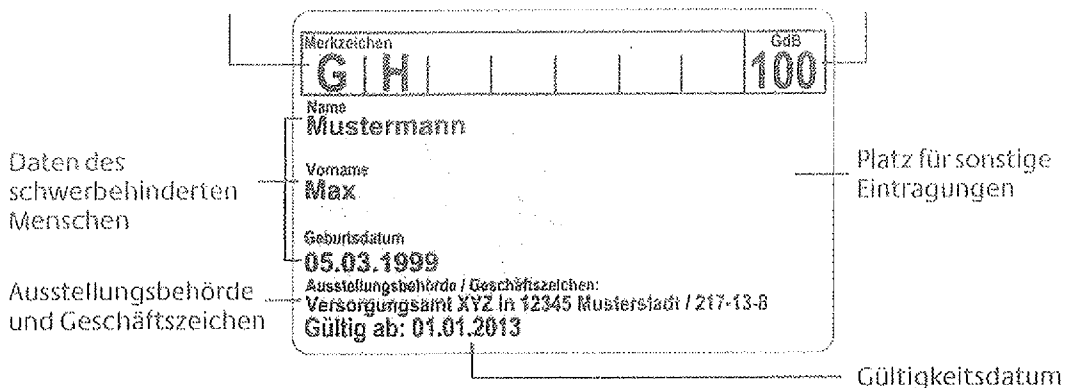 Merkzeichen GdB
G H 100
Name
Mustermann
Vorname
Max
Geburtsdatum
05.03.1999
Ausstellungsbehörde / Geschäftszeichen:
Versorgungsamt XYZ in 12345 Musterstadt / 217-13-8
Gültig ab: 01.01.2013
Daten des
schwerbehinderten
Menschen
Ausstellungsbehörde
und Geschäftszeichen
Platz für sonstige
Eintragungen
Gültigkeitsdatum